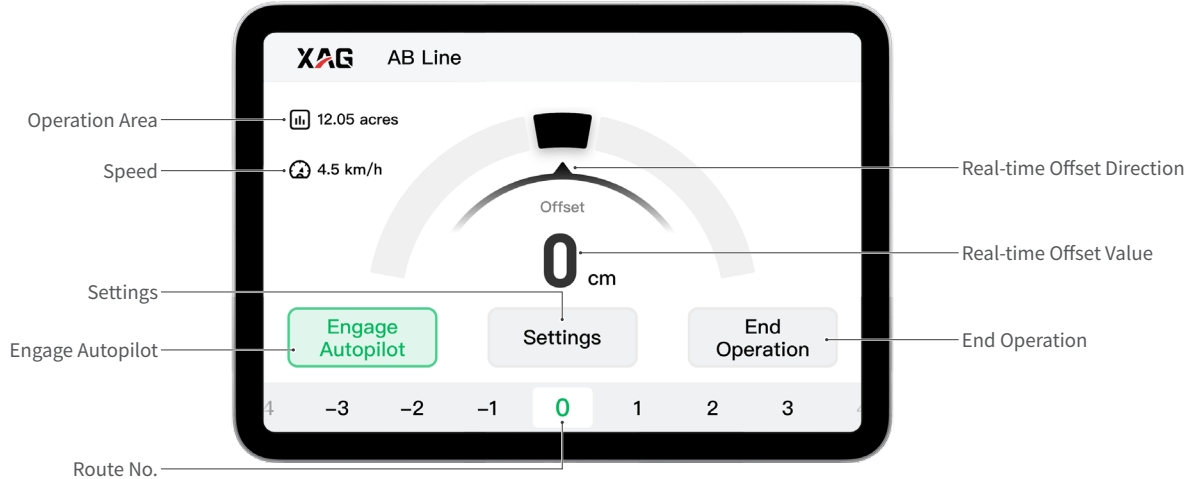 XAG AB Line
Operation Area
12.05 acres
Speed
4.5 km/h
Real-time Offset Direction
Offset
0 cm
Real-time Offset Value
Settings
Engage Autopilot
Engage
Autopilot
Settings
End
Operation
End Operation
4 –3 –2 –1 0 1 2 3
Route No.